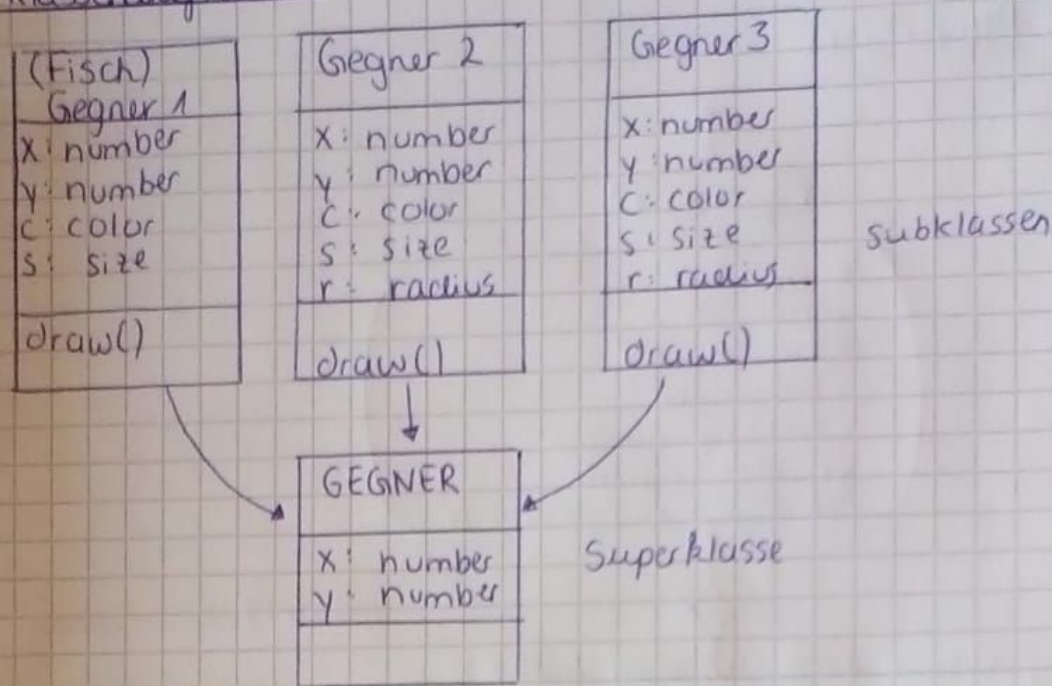 (Fisch)
Gegner 1
x: number
y: number
c: color
s: size
draw()
Gegner 2
x: number
y: number
c: color
s: size
r: radius
draw()
Gegner 3
x: number
y: number
c: color
s: size
r: radius
draw()
subklassen
GEGNER
x: number
y: number
Superklasse